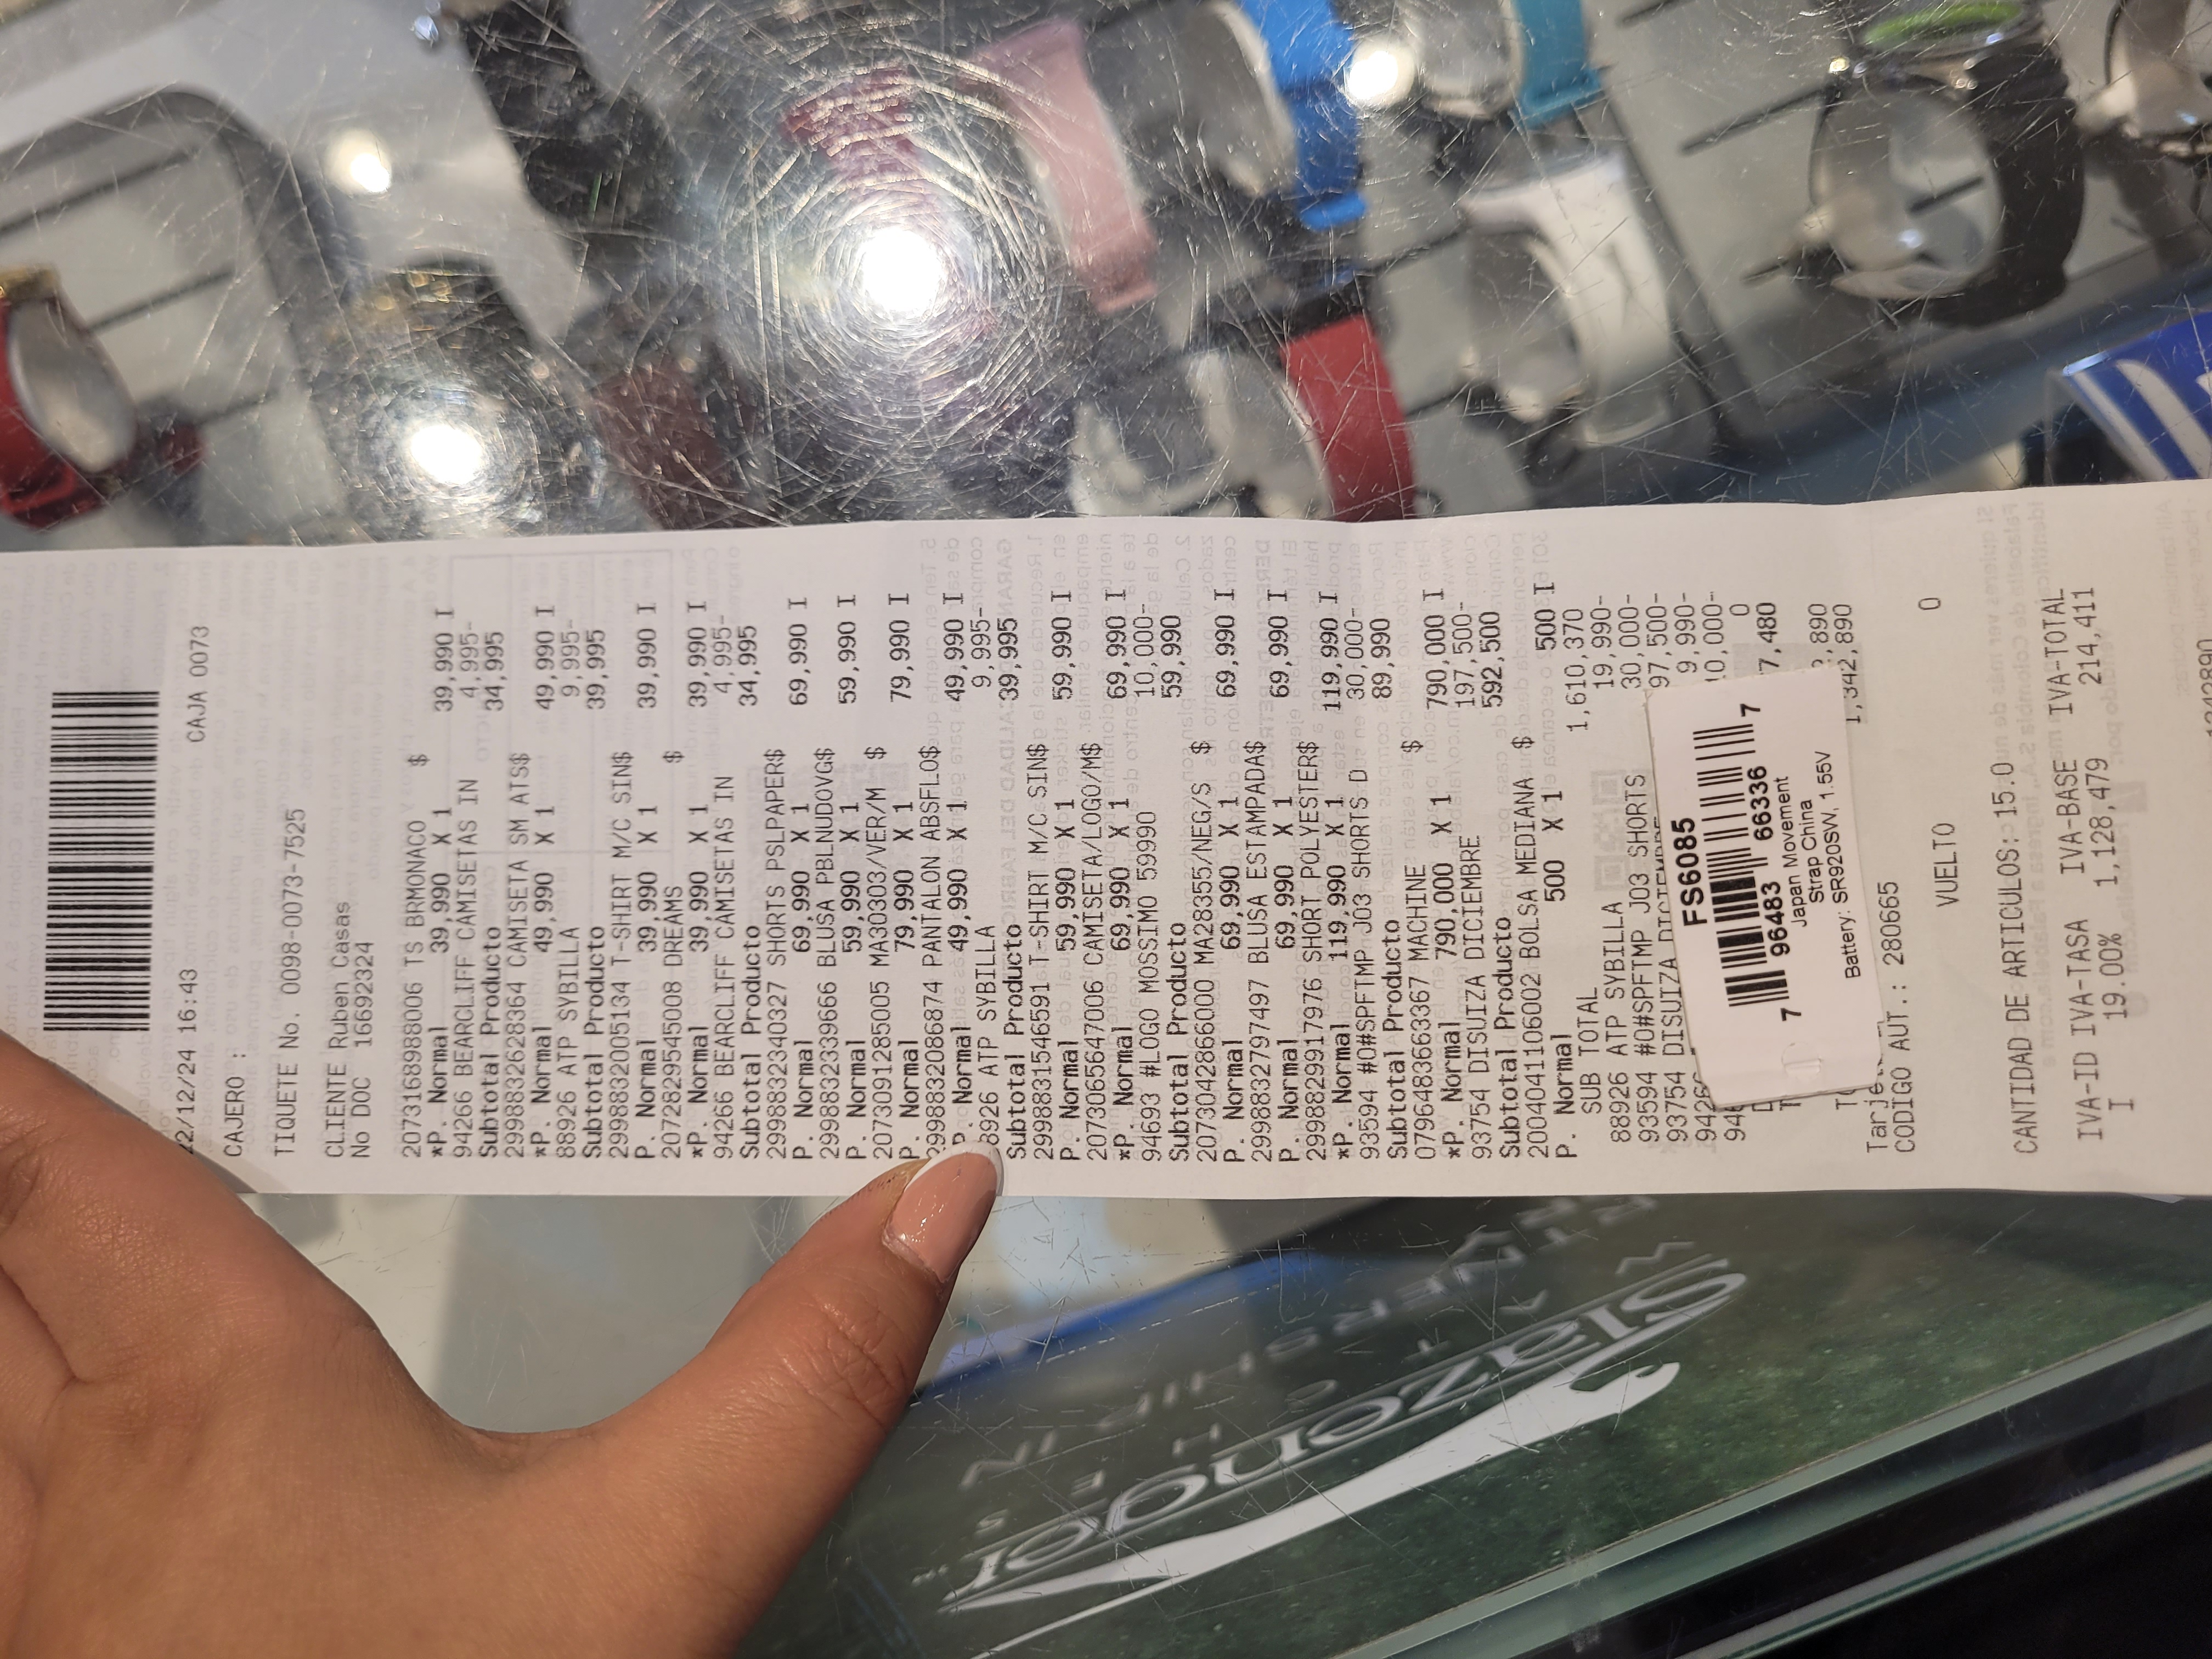 22/12/24 16:43 CAJA 0073
CAJERO :
TIQUETE No. 0098-0073-7525
CLIENTE Ruben Casas
No DOC 166923​24
2073168988006 TS BRMONACO $
*P. Normal 39,990 X 1 39,990 I
94266 BEARCLIFF CAMISETAS IN 4,995-
Subtotal Producto 34,995
2998832628364 CAMISETA SM ATS$
*P. Normal 49,990 X 1 49,990 I
88926 ATP SYBILLA 9,995-
Subtotal Producto 39,995
2998832005134 T-SHIRT M/C SIN$
P. Normal 39,990 X 1 39,990 I
2072829545008 DREAMS $
*P. Normal 39,990 X 1 39,990 I
94266 BEARCLIFF CAMISETAS IN 4,995-
Subtotal Producto 34,995
2998832340327 SHORTS PSLPAPER$
P. Normal 69,990 X 1 69,990 I
2998832339666 BLUSA PBLNUDOVG$
P. Normal 59,990 X 1 59,990 I
2073091285005 MA30303/VER/M $
P. Normal 79,990 X 1 79,990 I
2998832086874 PANTALON ABSFLO$
P. Normal 49,990 X 1 49,990 I
8926 ATP SYBILLA 9,995-
Subtotal Producto 39,995
2998831546591 T-SHIRT M/C SIN$
P. Normal 59,990 X 1 59,990 I
2073065647006 CAMISETA/LOGO/M$
*P. Normal 69,990 X 1 69,990 I
94693 #LOGO MOSSIMO 59990 10,000-
Subtotal Producto 59,990
2073042866000 MA28355/NEG/S $
P. Normal 69,990 X 1 69,990 I
2998832797497 BLUSA ESTAMPADA$
P. Normal 69,990 X 1 69,990 I
2998829917976 SHORT POLYESTER$
*P. Normal 119,990 X 1 119,990 I
93594 #O#SPFTMP JO3 SHORTS D 30,000-
Subtotal Producto 89,990
0796483663367 MACHINE $
*P. Normal 790,000 X 1 790,000 I
93754 DISUIZA DICIEMBRE 197,500-
Subtotal Producto 592,500
2004041106002 BOLSA MEDIANA $
P. Normal 500 X 1 500 I
SUB TOTAL 1,610,370
88926 ATP SYBILLA 19,990-
93594 #O#SPFTMP JO3 SHORTS 30,000-
93754 DISUIZA DICIEMBRE 97,500-
9,990-
10,000-
0
7,480
890
1,342,890
CODIGO AUT.: 280665
VUELTO 0
CANTIDAD DE ARTICULOS: 15.0
IVA-ID IVA-TASA IVA-BASE IVA-TOTAL
I 19.00% 1,128,479 214,411
FS6085
7 96483 66336 7
Japan Movement
Strap China
Battery: SR920SW, 1.55V
Slazenger
WATCHES
PARTNERSHIP IN